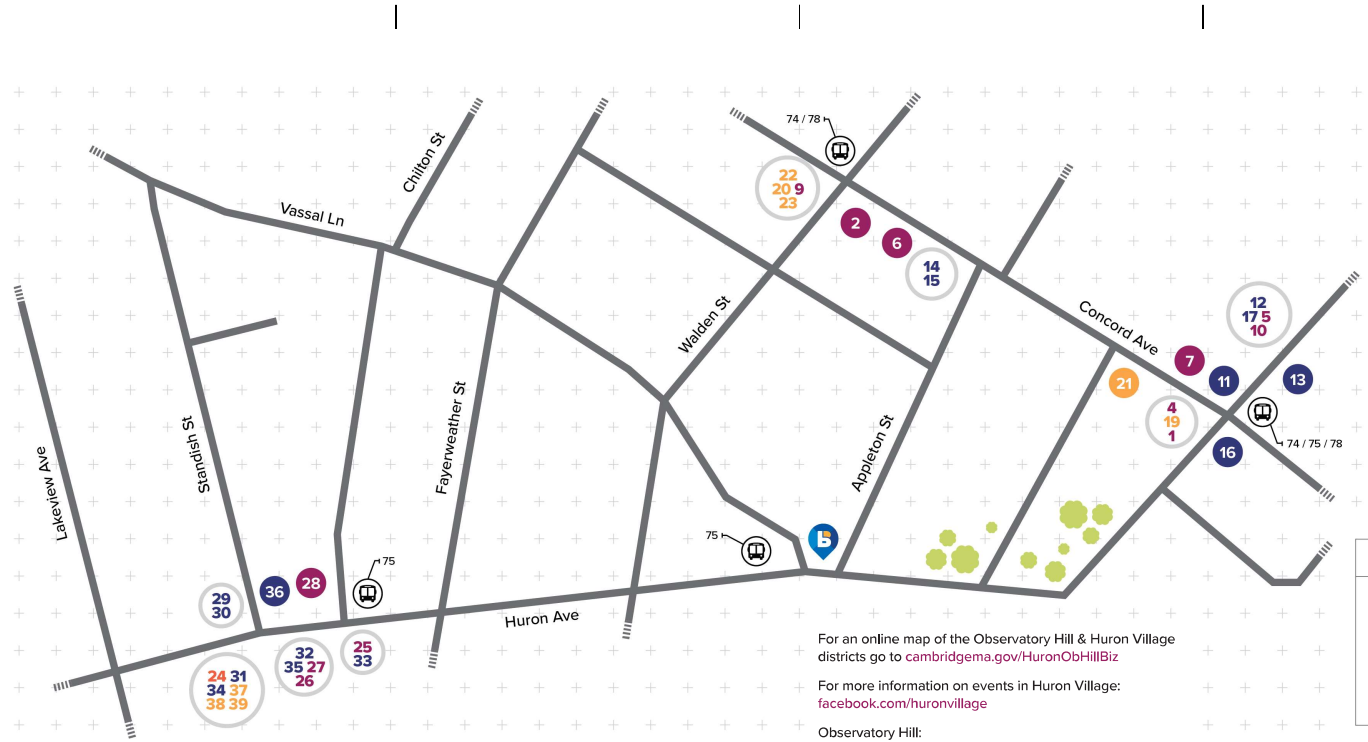 74 / 78
Chilton St
22
20 9
23
Vassal Ln
2
6
14
15
12
17 5
10
Concord Ave
Walden St
7
11
13
21
4
19
1
74 / 75 / 78
16
Fayerweather St
Standish St
Appleton St
Lakeview Ave
75
b
75
28
36
29
30
Huron Ave
25
33
32
35 27
26
24 31
34 37
38 39
For an online map of the Observatory Hill & Huron Village
districts go to cambridgema.gov/HuronObHillBiz
For more information on events in Huron Village:
facebook.com/huronvillage
Observatory Hill: